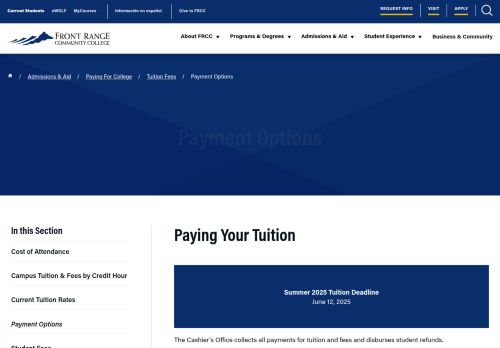 Current Students eWOLF MyCourses Información en español Give to FRCC REQUEST INFO VISIT APPLY
FRONT RANGE
COMMUNITY COLLEGE
About FRCC Programs & Degrees Admissions & Aid Student Experience Business & Community
/ Admissions & Aid / Paying For College / Tuition Fees / Payment Options
Payment Options
In this Section
Cost of Attendance
Campus Tuition & Fees by Credit Hour
Current Tuition Rates
Payment Options
Student Fees
Paying Your Tuition
Summer 2025 Tuition Deadline
June 12, 2025
The Cashier's Office collects all payments for tuition and fees and disburses student refunds.